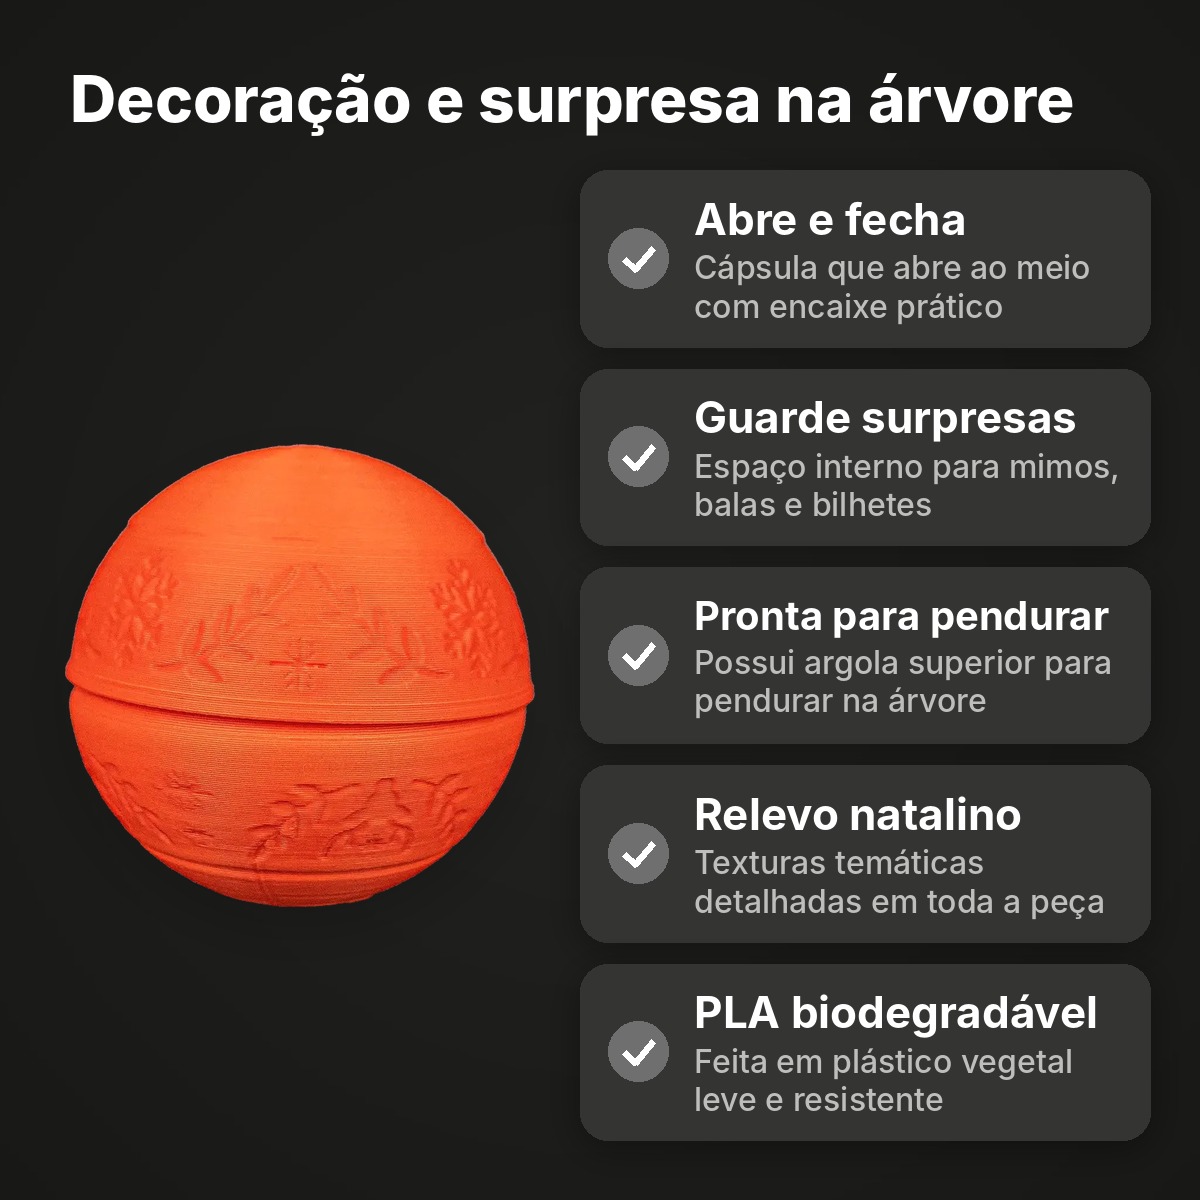 Decoração e surpresa na árvore
Abre e fecha
Cápsula que abre ao meio
com encaixe prático
Guarde surpresas
Espaço interno para mimos,
balas e bilhetes
Pronta para pendurar
Possui argola superior para
pendurar na árvore
Relevo natalino
Texturas temáticas
detalhadas em toda a peça
PLA biodegradável
Feita em plástico vegetal
leve e resistente